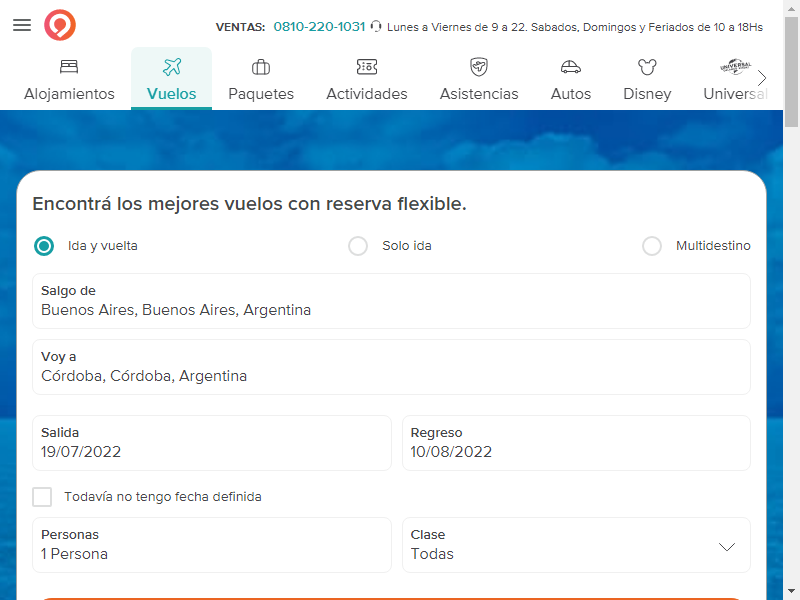 VENTAS: 0810-220-1031 Lunes a Viernes de 9 a 22. Sabados, Domingos y Feriados de 10 a 18Hs
Alojamientos Vuelos Paquetes Actividades Asistencias Autos Disney Universal
UNIVERSAL
Encontrá los mejores vuelos con reserva flexible.
Ida y vuelta Solo ida Multidestino
Salgo de
Buenos Aires, Buenos Aires, Argentina
Voy a
Córdoba, Córdoba, Argentina
Salida Regreso
19/07/2022 10/08/2022
Todavía no tengo fecha definida
Personas Clase
1 Persona Todas